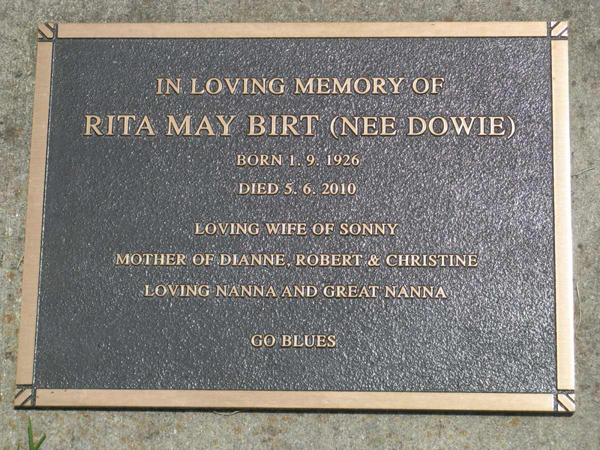 IN LOVING MEMORY OF
RITA MAY BIRT (NEE DOWIE)
BORN 1. 9. 1926
DIED 5. 6. 2010
LOVING WIFE OF SONNY
MOTHER OF DIANNE, ROBERT & CHRISTINE
LOVING NANNA AND GREAT NANNA
GO BLUES